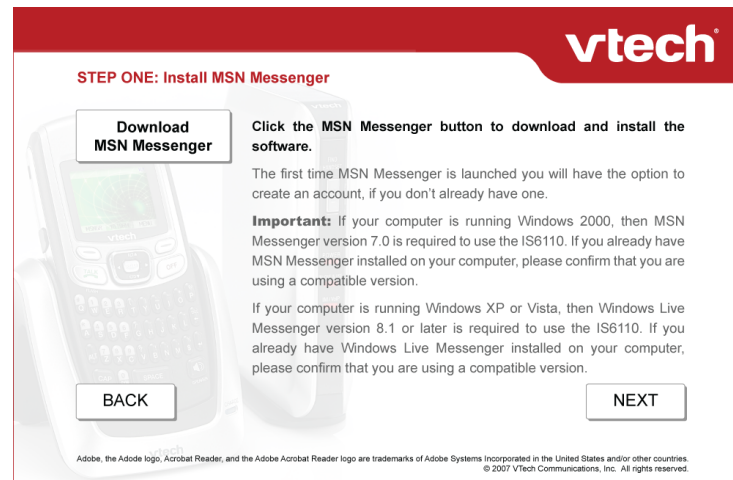 vtech
STEP ONE: Install MSN Messenger
Download
MSN Messenger
Click the MSN Messenger button to download and install the
software.
The first time MSN Messenger is launched you will have the option to
create an account, if you don't already have one.
Important: If your computer is running Windows 2000, then MSN
Messenger version 7.0 is required to use the IS6110. If you already have
MSN Messenger installed on your computer, please confirm that you are
using a compatible version.
If your computer is running Windows XP or Vista, then Windows Live
Messenger version 8.1 or later is required to use the IS6110. If you
already have Windows Live Messenger installed on your computer,
please confirm that you are using a compatible version.
BACK
NEXT
Adobe, the Adode logo, Acrobat Reader, and the Adobe Acrobat Reader logo are trademarks of Adobe Systems Incorporated in the United States and/or other countries.
© 2007 VTech Communications, Inc. All rights reserved.
vtech
vtech
OFF
vtech